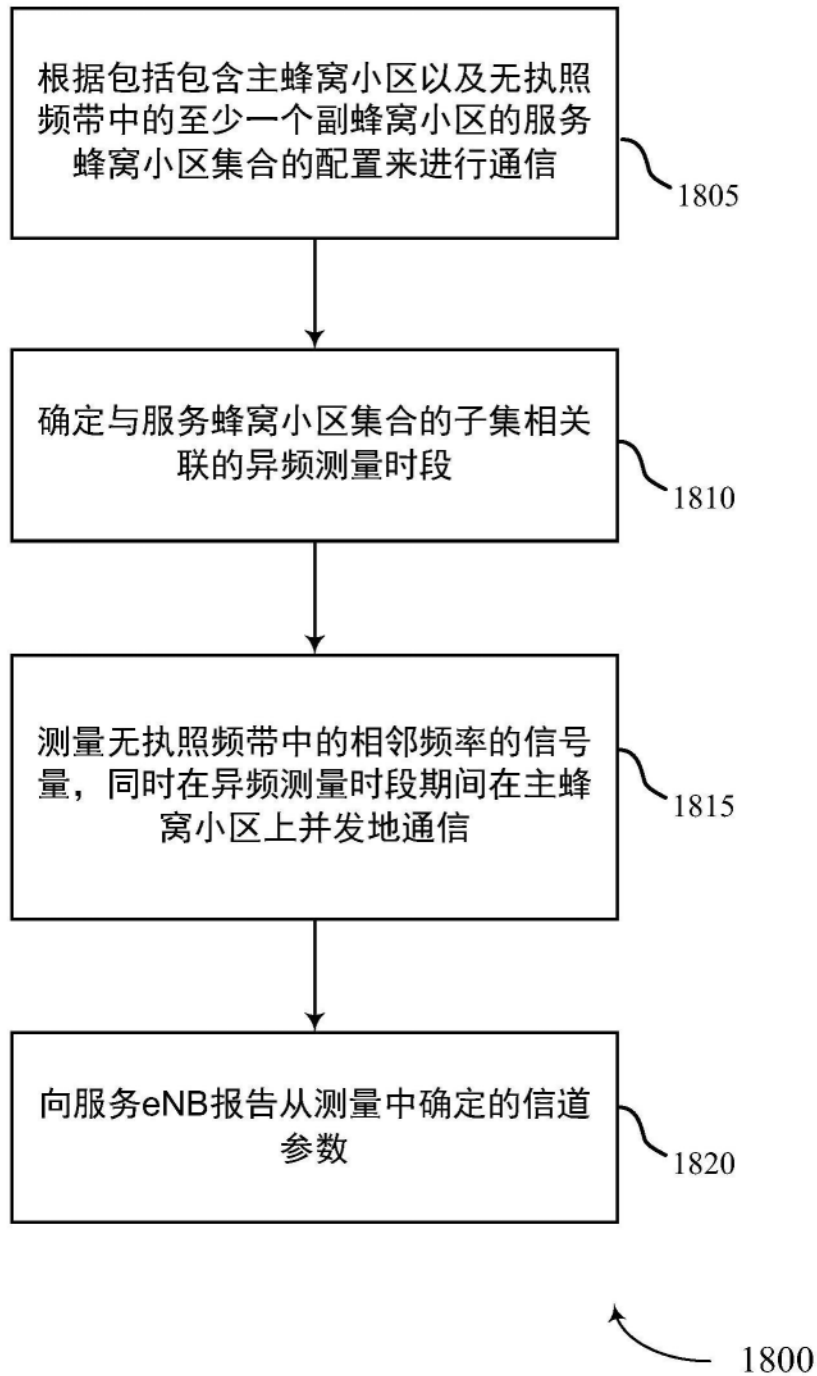 根据包括包含主蜂窝小区以及无执照
频带中的至少一个副蜂窝小区的服务
蜂窝小区集合的配置来进行通信
1805
确定与服务蜂窝小区集合的子集相关
联的异频测量时段
1810
测量无执照频带中的相邻频率的信号
量，同时在异频测量时段期间在主蜂
窝小区上并发地通信
1815
向服务eNB报告从测量中确定的信道
参数
1820
1800